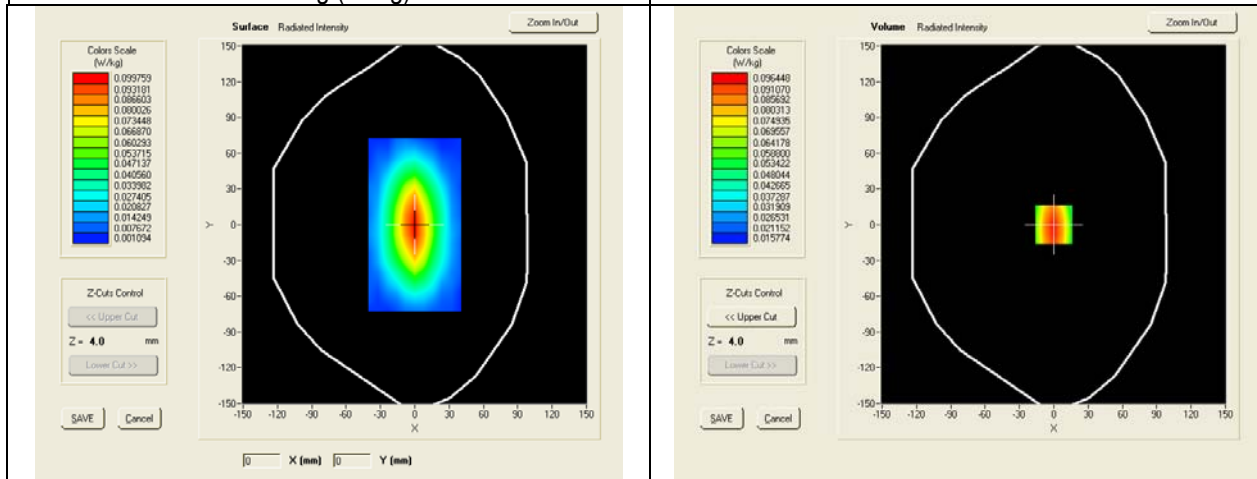 Surface Radiated Intensity
Zoom In/Out
Colors Scale
(W/kg)
0.099759
0.093181
0.086603
0.080026
0.073448
0.066870
0.060293
0.053715
0.047137
0.040560
0.033982
0.027405
0.020827
0.014249
0.007672
0.001094
150
120
90
60
30
0
-30
-60
-90
-120
-150
Y
-150 -120 -90 -60 -30 0 30 60 90 120 150
X
Z-Cuts Control
<< Upper Cut
Z = 4.0 mm
Lower Cut >>
SAVE Cancel
0 X (mm) 0 Y (mm)
Volume Radiated Intensity
Zoom In/Out
Colors Scale
(W/kg)
0.096448
0.091070
0.085692
0.080313
0.074935
0.069557
0.064178
0.058800
0.053422
0.048044
0.042665
0.037287
0.031909
0.026531
0.021152
0.015774
150
120
90
60
30
0
-30
-60
-90
-120
-150
Y
-150 -120 -90 -60 -30 0 30 60 90 120 150
X
Z-Cuts Control
<< Upper Cut
Z = 4.0 mm
Lower Cut >>
SAVE Cancel